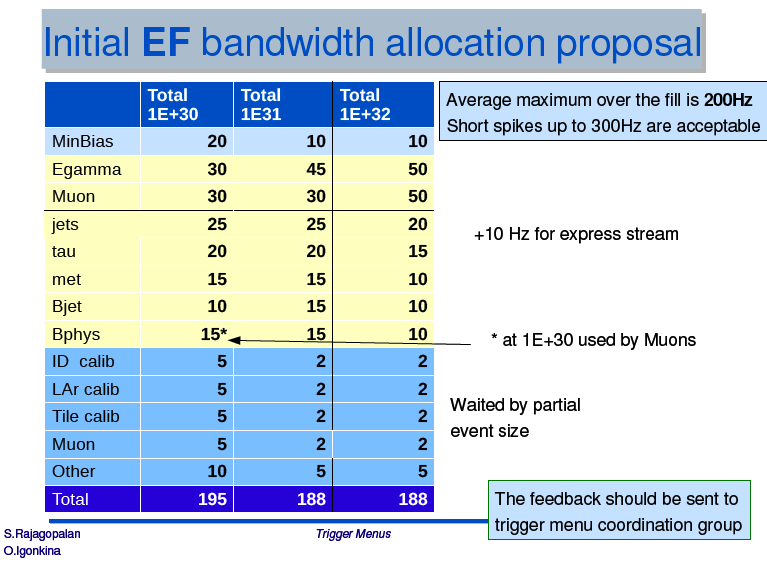 Initial EF bandwidth allocation proposal
Total 1E+30 Total 1E31 Total 1E+32
MinBias 20 10 10
Egamma 30 45 50
Muon 30 30 50
jets 25 25 20
tau 20 20 15
met 15 15 10
Bjet 10 15 10
Bphys 15* 15 10
ID calib 5 2 2
LAr calib 5 2 2
Tile calib 5 2 2
Muon 5 2 2
Other 10 5 5
Total 195 188 188
Average maximum over the fill is 200Hz
Short spikes up to 300Hz are acceptable
+10 Hz for express stream
* at 1E+30 used by Muons
Waited by partial
event size
The feedback should be sent to
trigger menu coordination group
S.Rajagopalan
O.Igonkina
Trigger Menus